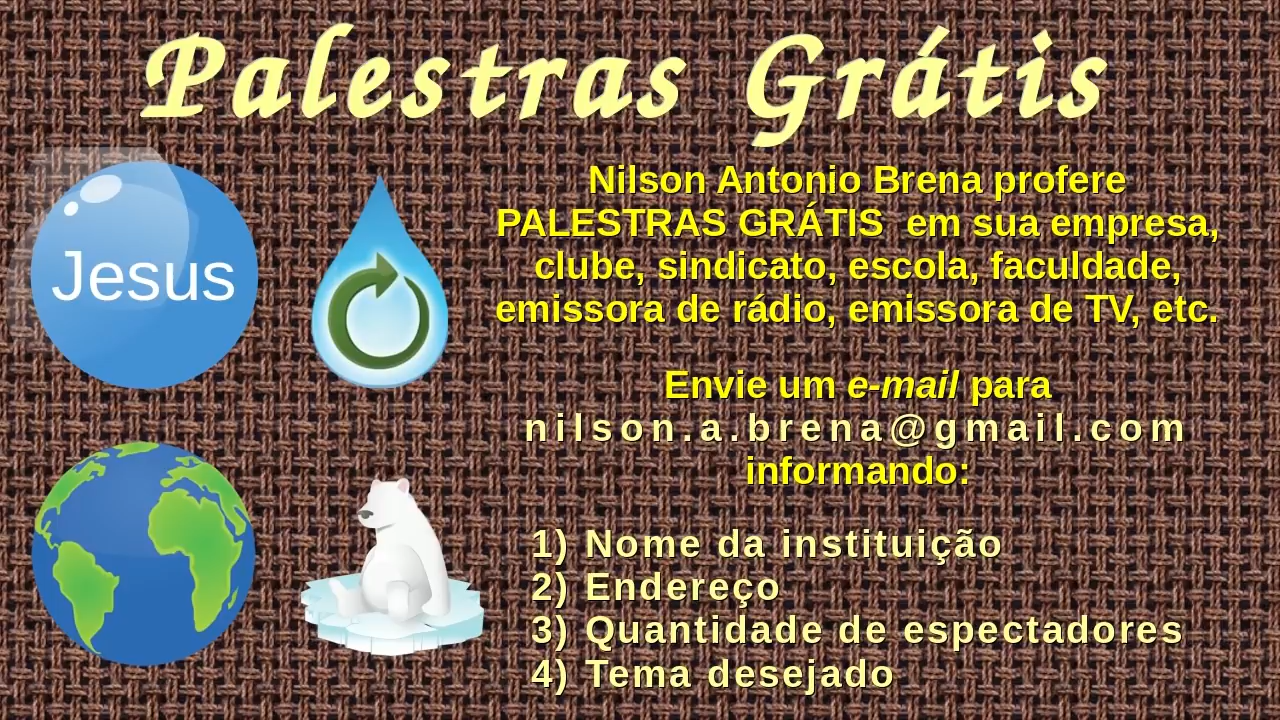 Palestras Grátis
Jesus
Nilson Antonio Brena profere
PALESTRAS GRÁTIS em sua empresa,
clube, sindicato, escola, faculdade,
emissora de rádio, emissora de TV, etc.
Envie um e-mail para
nilson.a.brena@gmail.com
informando:
1) Nome da instituição
2) Endereço
3) Quantidade de espectadores
4) Tema desejado